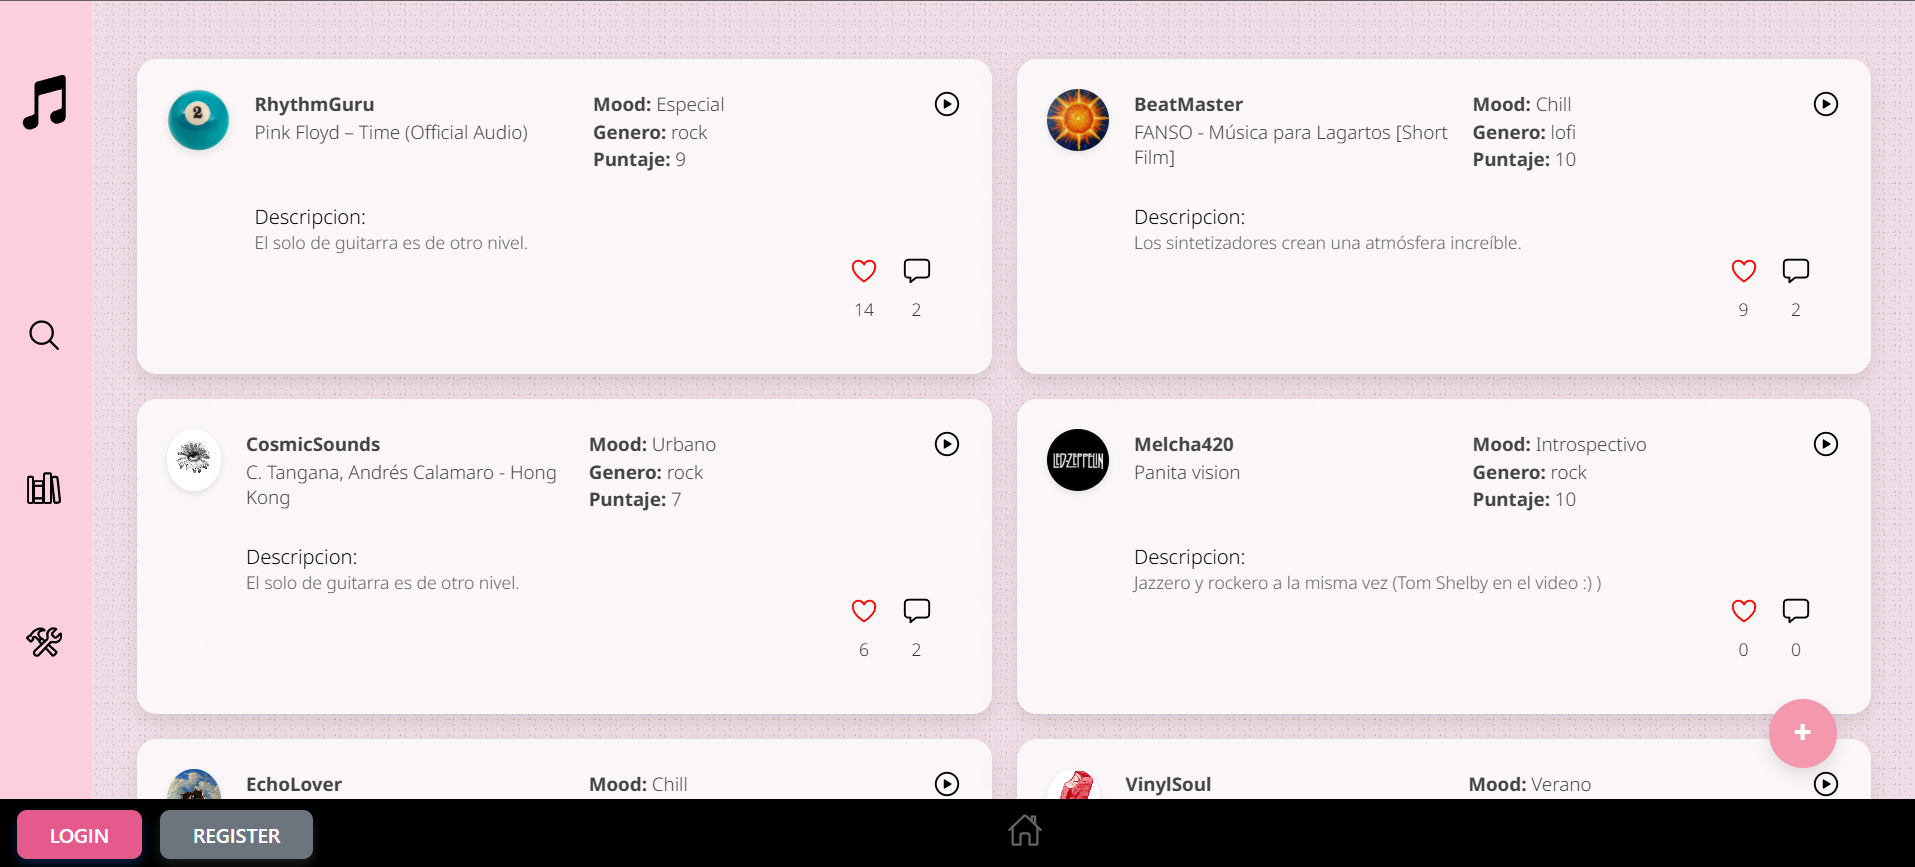 RhythmGuru
Pink Floyd – Time (Official Audio)
Mood: Especial
Genero: rock
Puntaje: 9
Descripcion:
El solo de guitarra es de otro nivel.
14
2
BeatMaster
FANSO - Música para Lagartos [Short
Film]
Mood: Chill
Genero: lofi
Puntaje: 10
Descripcion:
Los sintetizadores crean una atmósfera increíble.
9
2
CosmicSounds
C. Tangana, Andrés Calamaro - Hong
Kong
Mood: Urbano
Genero: rock
Puntaje: 7
Descripcion:
El solo de guitarra es de otro nivel.
6
2
LED-ZEPPELIN
Melcha420
Panita vision
Mood: Introspectivo
Genero: rock
Puntaje: 10
Descripcion:
Jazzero y rockero a la misma vez (Tom Shelby en el video :) )
0
0
EchoLover
Mood: Chill
VinylSoul
Mood: Verano
+
LOGIN
REGISTER
2